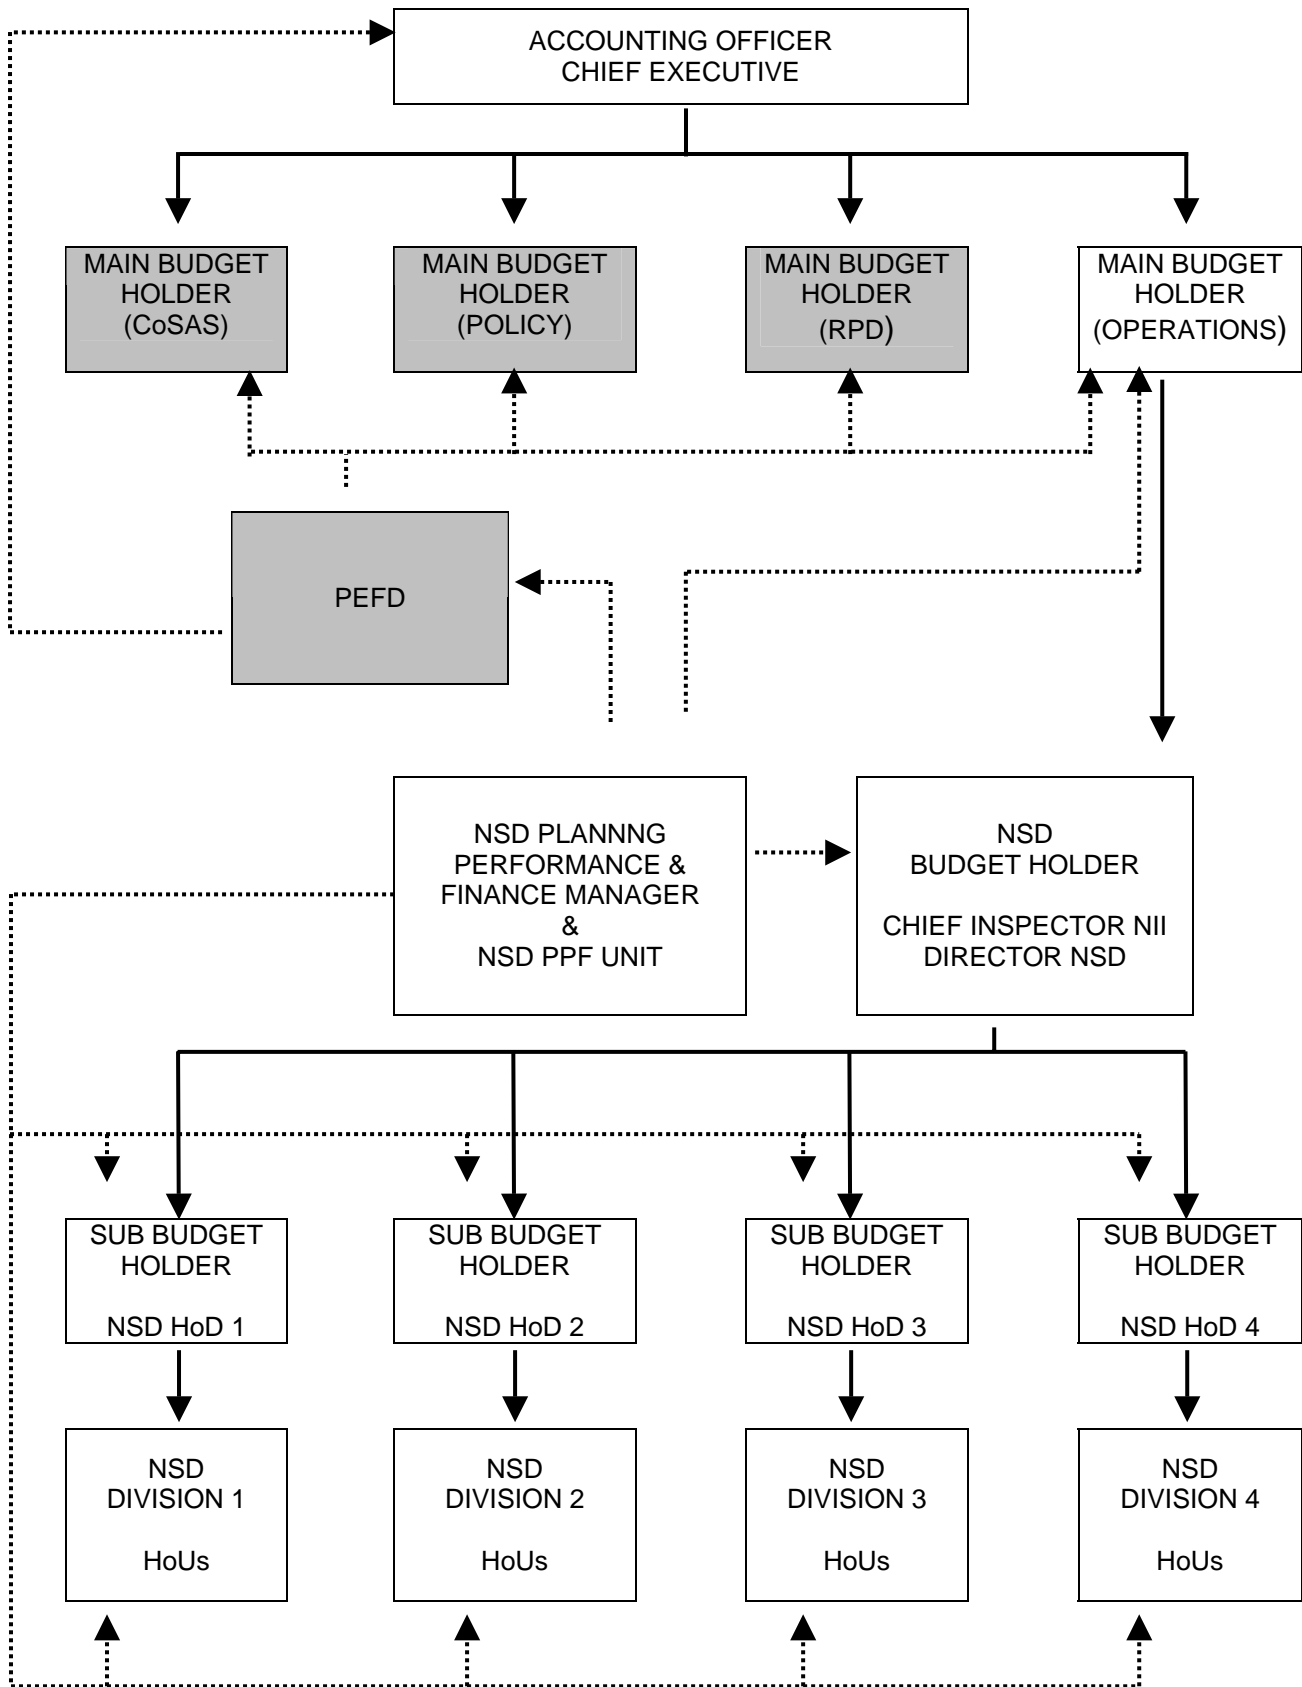 ACCOUNTING OFFICER
CHIEF EXECUTIVE
MAIN BUDGET
HOLDER
(CoSAS)
MAIN BUDGET
HOLDER
(POLICY)
MAIN BUDGET
HOLDER
(RPD)
MAIN BUDGET
HOLDER
(OPERATIONS)
PEFD
NSD PLANNNG
PERFORMANCE &
FINANCE MANAGER
&
NSD PPF UNIT
NSD
BUDGET HOLDER
CHIEF INSPECTOR NII
DIRECTOR NSD
SUB BUDGET
HOLDER
NSD HoD 1
SUB BUDGET
HOLDER
NSD HoD 2
SUB BUDGET
HOLDER
NSD HoD 3
SUB BUDGET
HOLDER
NSD HoD 4
NSD
DIVISION 1
HoUs
NSD
DIVISION 2
HoUs
NSD
DIVISION 3
HoUs
NSD
DIVISION 4
HoUs